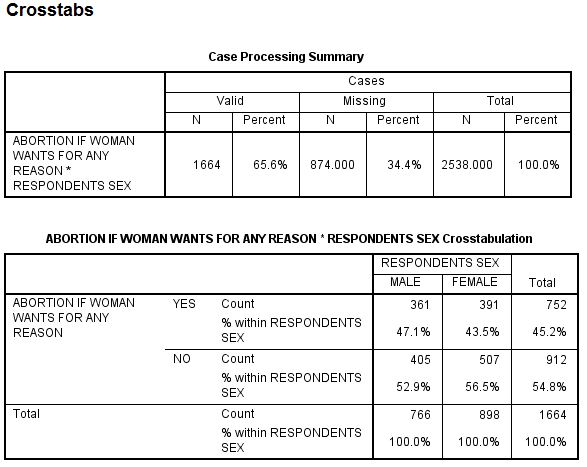 Crosstabs
Case Processing Summary
Cases
Valid Missing Total
N Percent N Percent N Percent
ABORTION IF WOMAN
WANTS FOR ANY
REASON *
RESPONDENTS SEX
1664 65.6% 874.000 34.4% 2538.000 100.0%
ABORTION IF WOMAN WANTS FOR ANY REASON * RESPONDENTS SEX Crosstabulation
RESPONDENTS SEX
MALE FEMALE Total
ABORTION IF WOMAN
WANTS FOR ANY
REASON
YES Count 361 391 752
% within RESPONDENTS
SEX
47.1% 43.5% 45.2%
NO Count 405 507 912
% within RESPONDENTS
SEX
52.9% 56.5% 54.8%
Total Count 766 898 1664
% within RESPONDENTS
SEX
100.0% 100.0% 100.0%